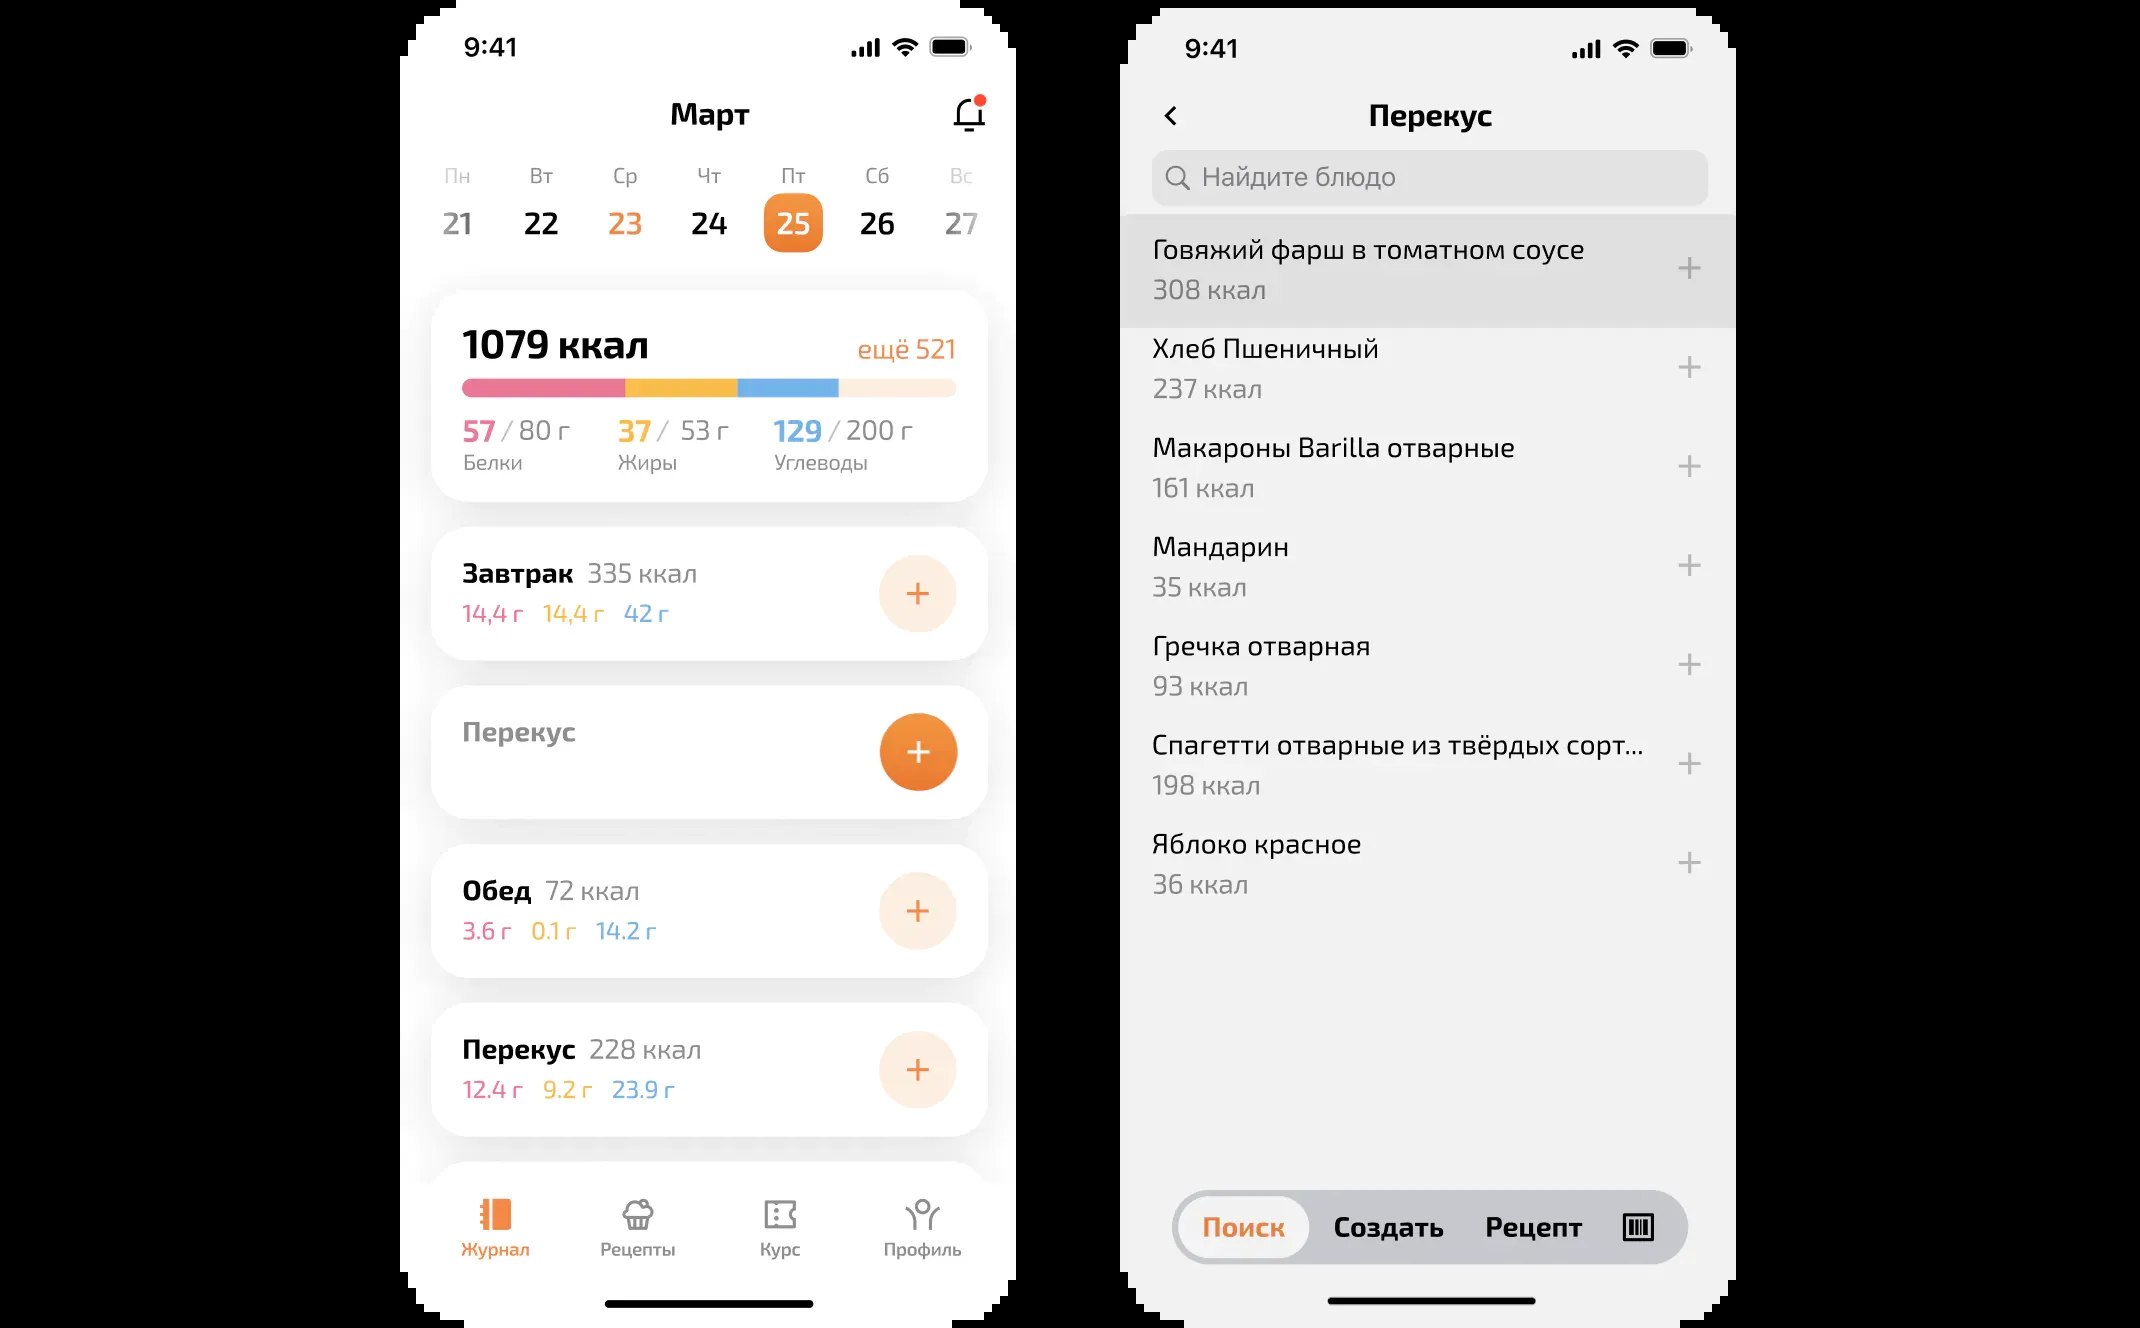 9:41
Март
Пн Вт Ср Чт Пт Сб Вс
21 22 23 24 25 26 27
1079 ккал ещё 521
57 / 80 г 37 / 53 г 129 / 200 г
Белки Жиры Углеводы
Завтрак 335 ккал
14,4 г 14,4 г 42 г
Перекус
Обед 72 ккал
3.6 г 0.1 г 14.2 г
Перекус 228 ккал
12.4 г 9.2 г 23.9 г
Журнал Рецепты Курс Профиль
9:41
Перекус
Найдите блюдо
Говяжий фарш в томатном соусе
308 ккал
Хлеб Пшеничный
237 ккал
Макароны Barilla отварные
161 ккал
Мандарин
35 ккал
Гречка отварная
93 ккал
Спагетти отварные из твёрдых сорт...
198 ккал
Яблоко красное
36 ккал
Поиск Создать Рецепт